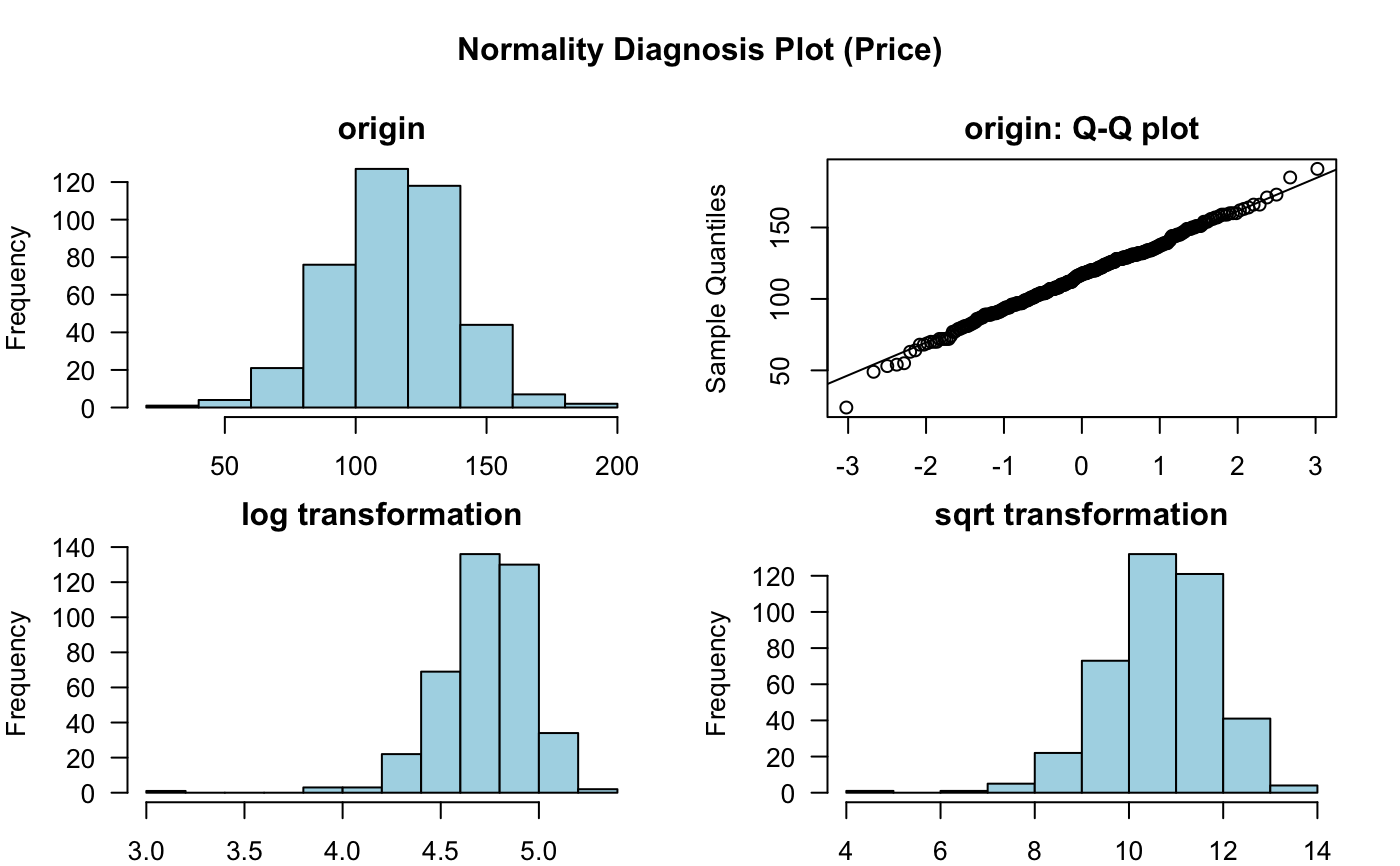 Normality Diagnosis Plot (Price)
origin
Frequency
120
100
80
60
40
20
0
50 100 150 200
origin: Q-Q plot
Sample Quantiles
150
100
50
-3 -2 -1 0 1 2 3
log transformation
Frequency
140
120
100
80
60
40
20
0
3.0 3.5 4.0 4.5 5.0
sqrt transformation
Frequency
120
100
80
60
40
20
0
4 6 8 10 12 14